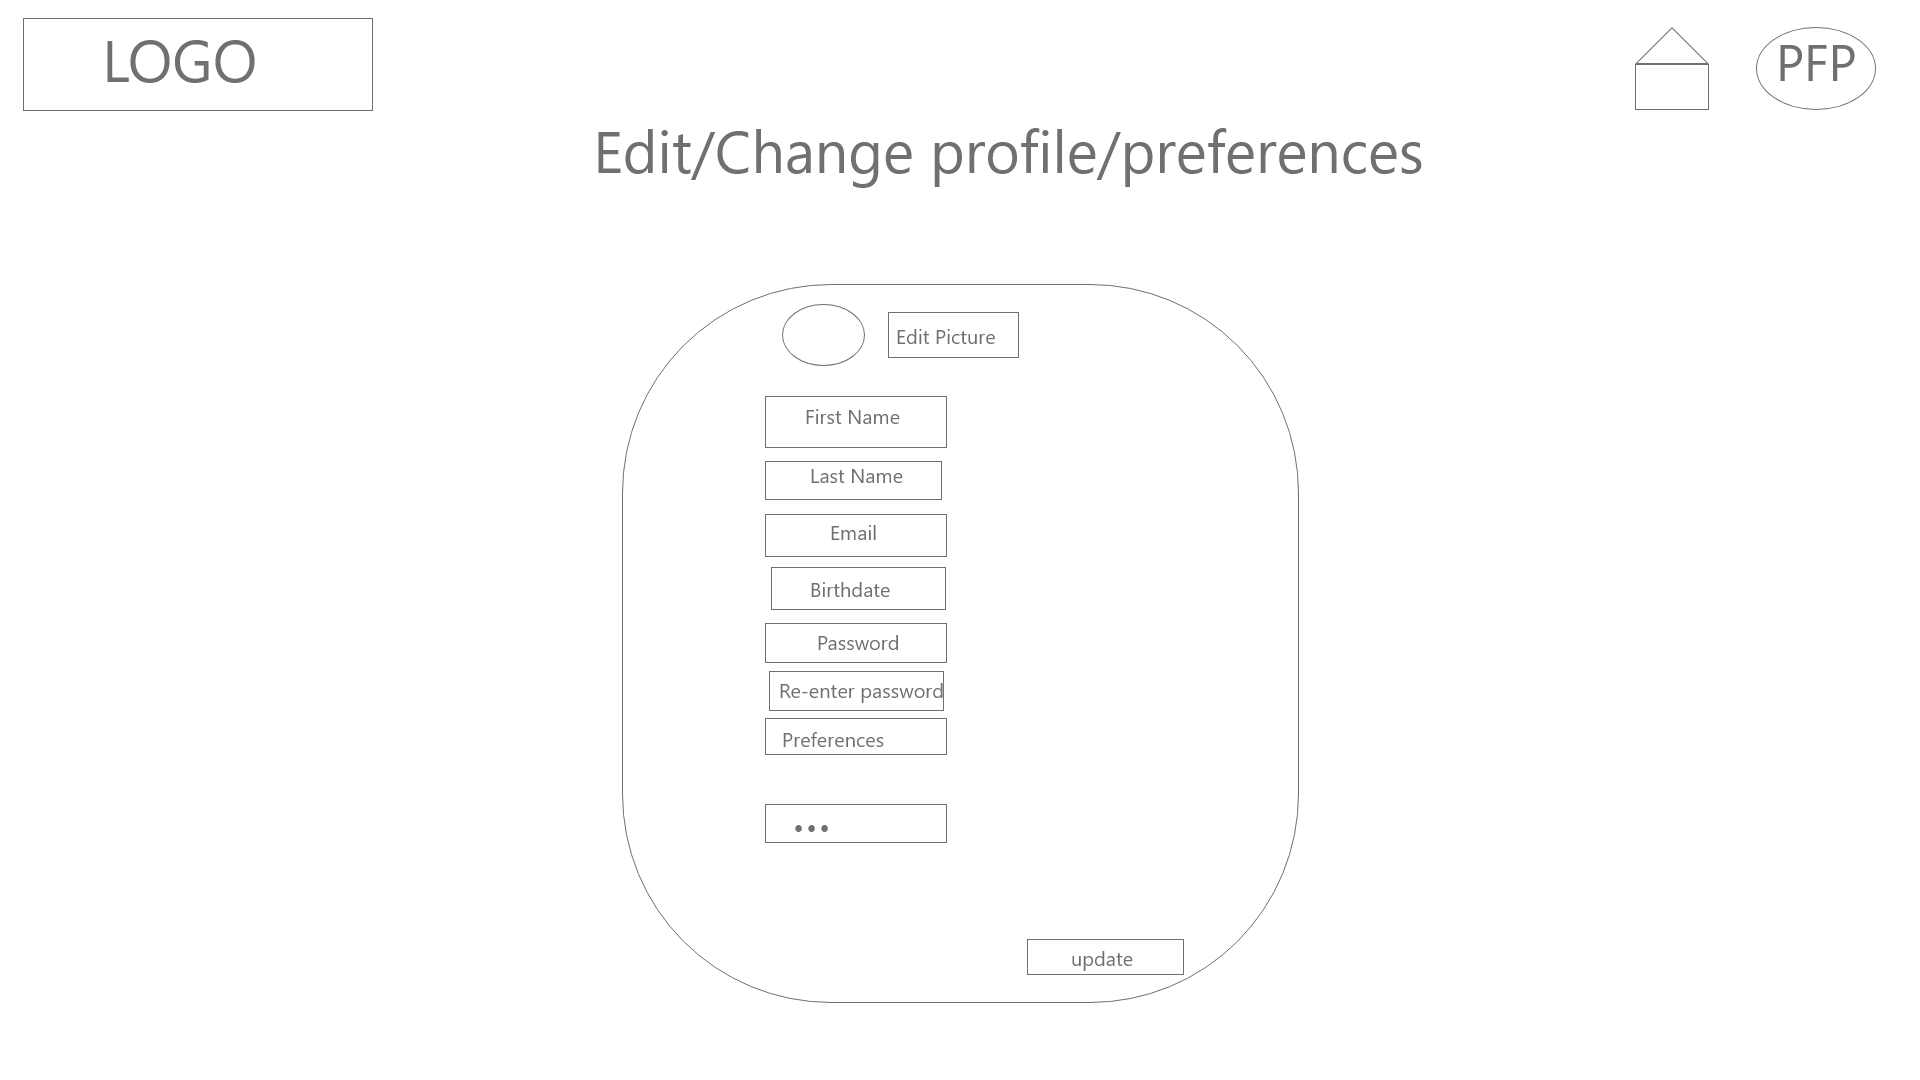 LOGO
PFP
Edit/Change profile/preferences
Edit Picture
First Name
Last Name
Email
Birthdate
Password
Re-enter password
Preferences
...
update